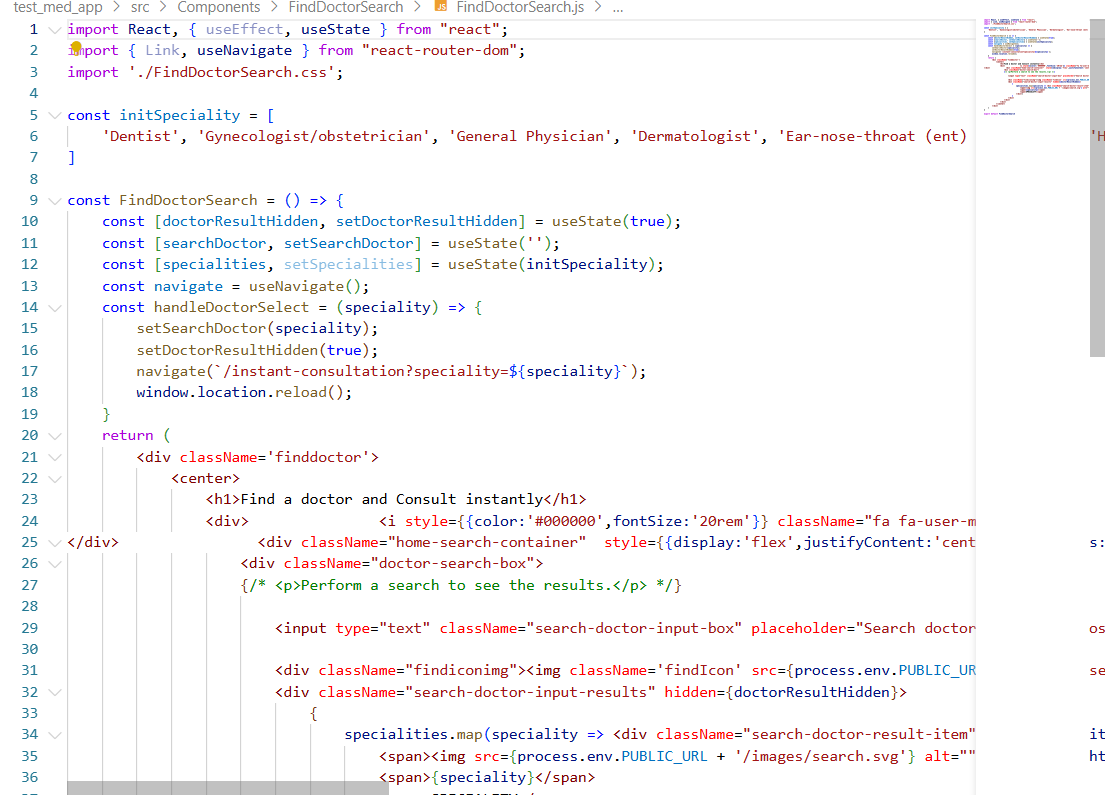 test_med_app > src > Components > FindDoctorSearch > JS FindDoctorSearch.js > ...
1 import React, { useEffect, useState } from "react";
2 import { Link, useNavigate } from "react-router-dom";
3 import './FindDoctorSearch.css';
4
5 const initSpeciality = [
6 'Dentist', 'Gynecologist/obstetrician', 'General Physician', 'Dermatologist', 'Ear-nose-throat (ent) 'H
7 ]
8
9 const FindDoctorSearch = () => {
10 const [doctorResultHidden, setDoctorResultHidden] = useState(true);
11 const [searchDoctor, setSearchDoctor] = useState('');
12 const [specialities, setSpecialities] = useState(initSpeciality);
13 const navigate = useNavigate();
14 const handleDoctorSelect = (speciality) => {
15 setSearchDoctor(speciality);
16 setDoctorResultHidden(true);
17 navigate(`/instant-consultation?speciality=${speciality}`);
18 window.location.reload();
19 }
20 return (
21 <div className='finddoctor'>
22 <center>
23 <h1>Find a doctor and Consult instantly</h1>
24 <div> <i style={{color:'#000000',fontSize:'20rem'}} className="fa fa-user-m
25 </div> <div className="home-search-container" style={{display:'flex',justifyContent:'cent s:
26 <div className="doctor-search-box">
27 {/* <p>Perform a search to see the results.</p> */}
28
29 <input type="text" className="search-doctor-input-box" placeholder="Search doctor os
30
31 <div className="findiconimg"><img className='findIcon' src={process.env.PUBLIC_UR se
32 <div className="search-doctor-input-results" hidden={doctorResultHidden}>
33 {
34 specialities.map(speciality => <div className="search-doctor-result-item" it
35 <span><img src={process.env.PUBLIC_URL + '/images/search.svg'} alt="" ht
36 <span>{speciality}</span>